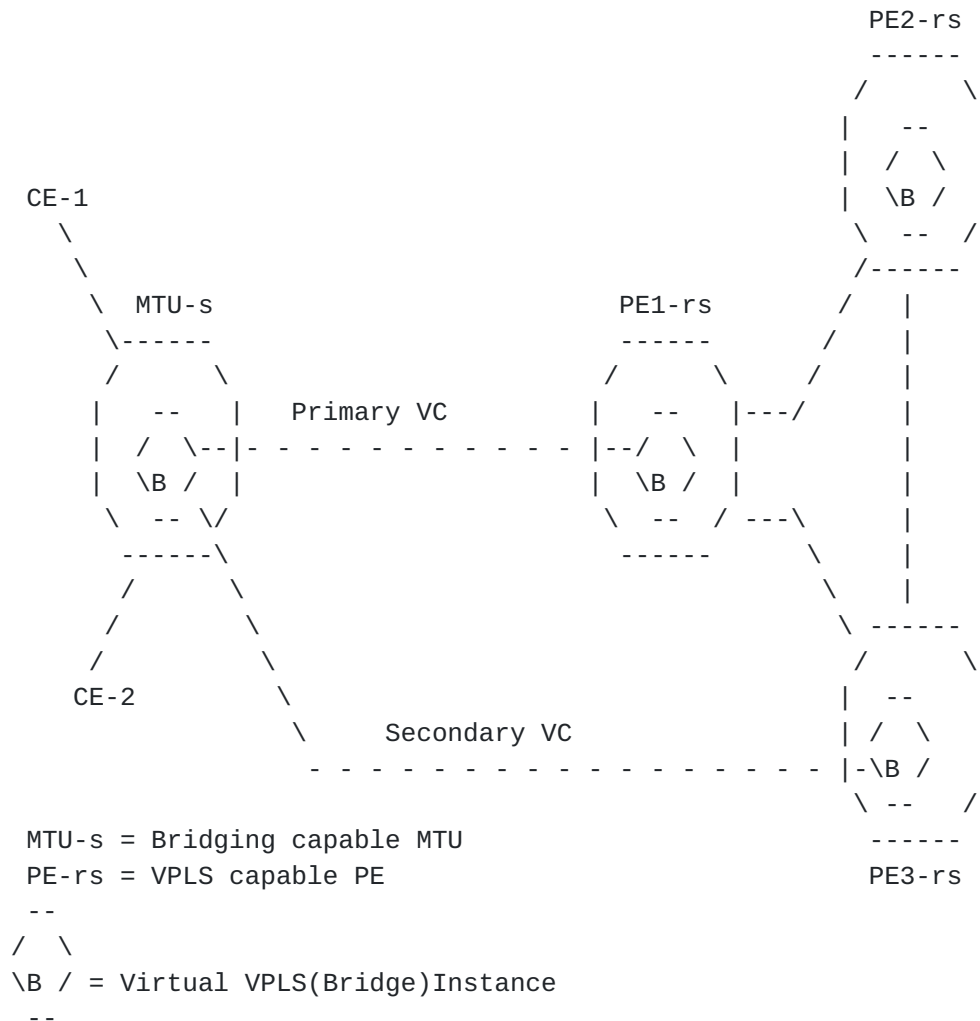 PE2-rs
CE-1
B
MTU-s
PE1-rs
Primary VC
B
B
CE-2
Secondary VC
B
MTU-s = Bridging capable MTU
PE-rs = VPLS capable PE
PE3-rs
B = Virtual VPLS(Bridge)Instance